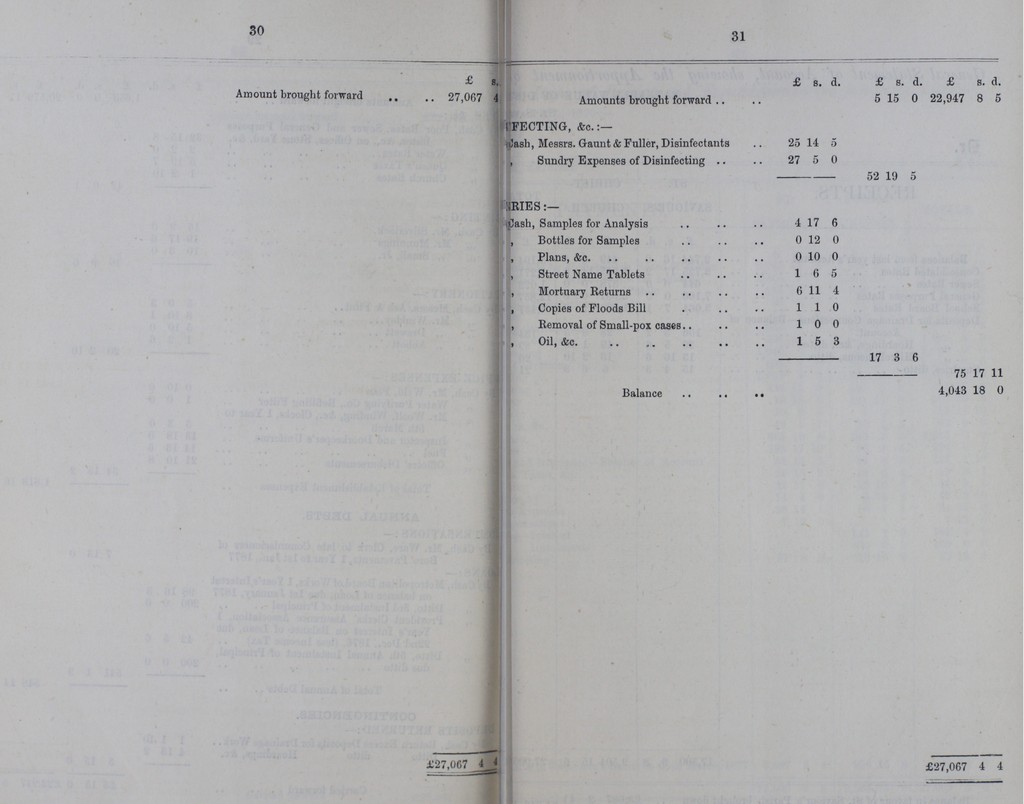 30
£ s.
Amount brought forward .. .. 27,067 4
£27,067 4 4
31
£ s. d. £ s. d. £ s. d.
Amounts brought forward .. .. 5 15 0 22,947 8 5
FECTING, &c.:—
Cash, Messrs. Gaunt & Fuller, Disinfectants .. 25 14 5
, Sundry Expenses of Disinfecting .. .. 27 5 0
52 19 5
RIES:—
Cash, Samples for Analysis .. .. .. 4 17 6
, Bottles for Samples .. .. .. 0 12 0
, Plans, &c. .. .. .. .. .. 0 10 0
, Street Name Tablets .. .. .. 1 6 5
, Mortuary Returns .. .. .. .. 6 11 4
, Copies of Floods Bill .. .. .. 1 1 0
, Removal of Small-pox cases .. .. .. 1 0 0
, Oil, &c. .. .. .. .. .. 1 5 3
17 3 6
75 17 11
Balance .. .. .. 4,043 18 0
£27,067 4 4